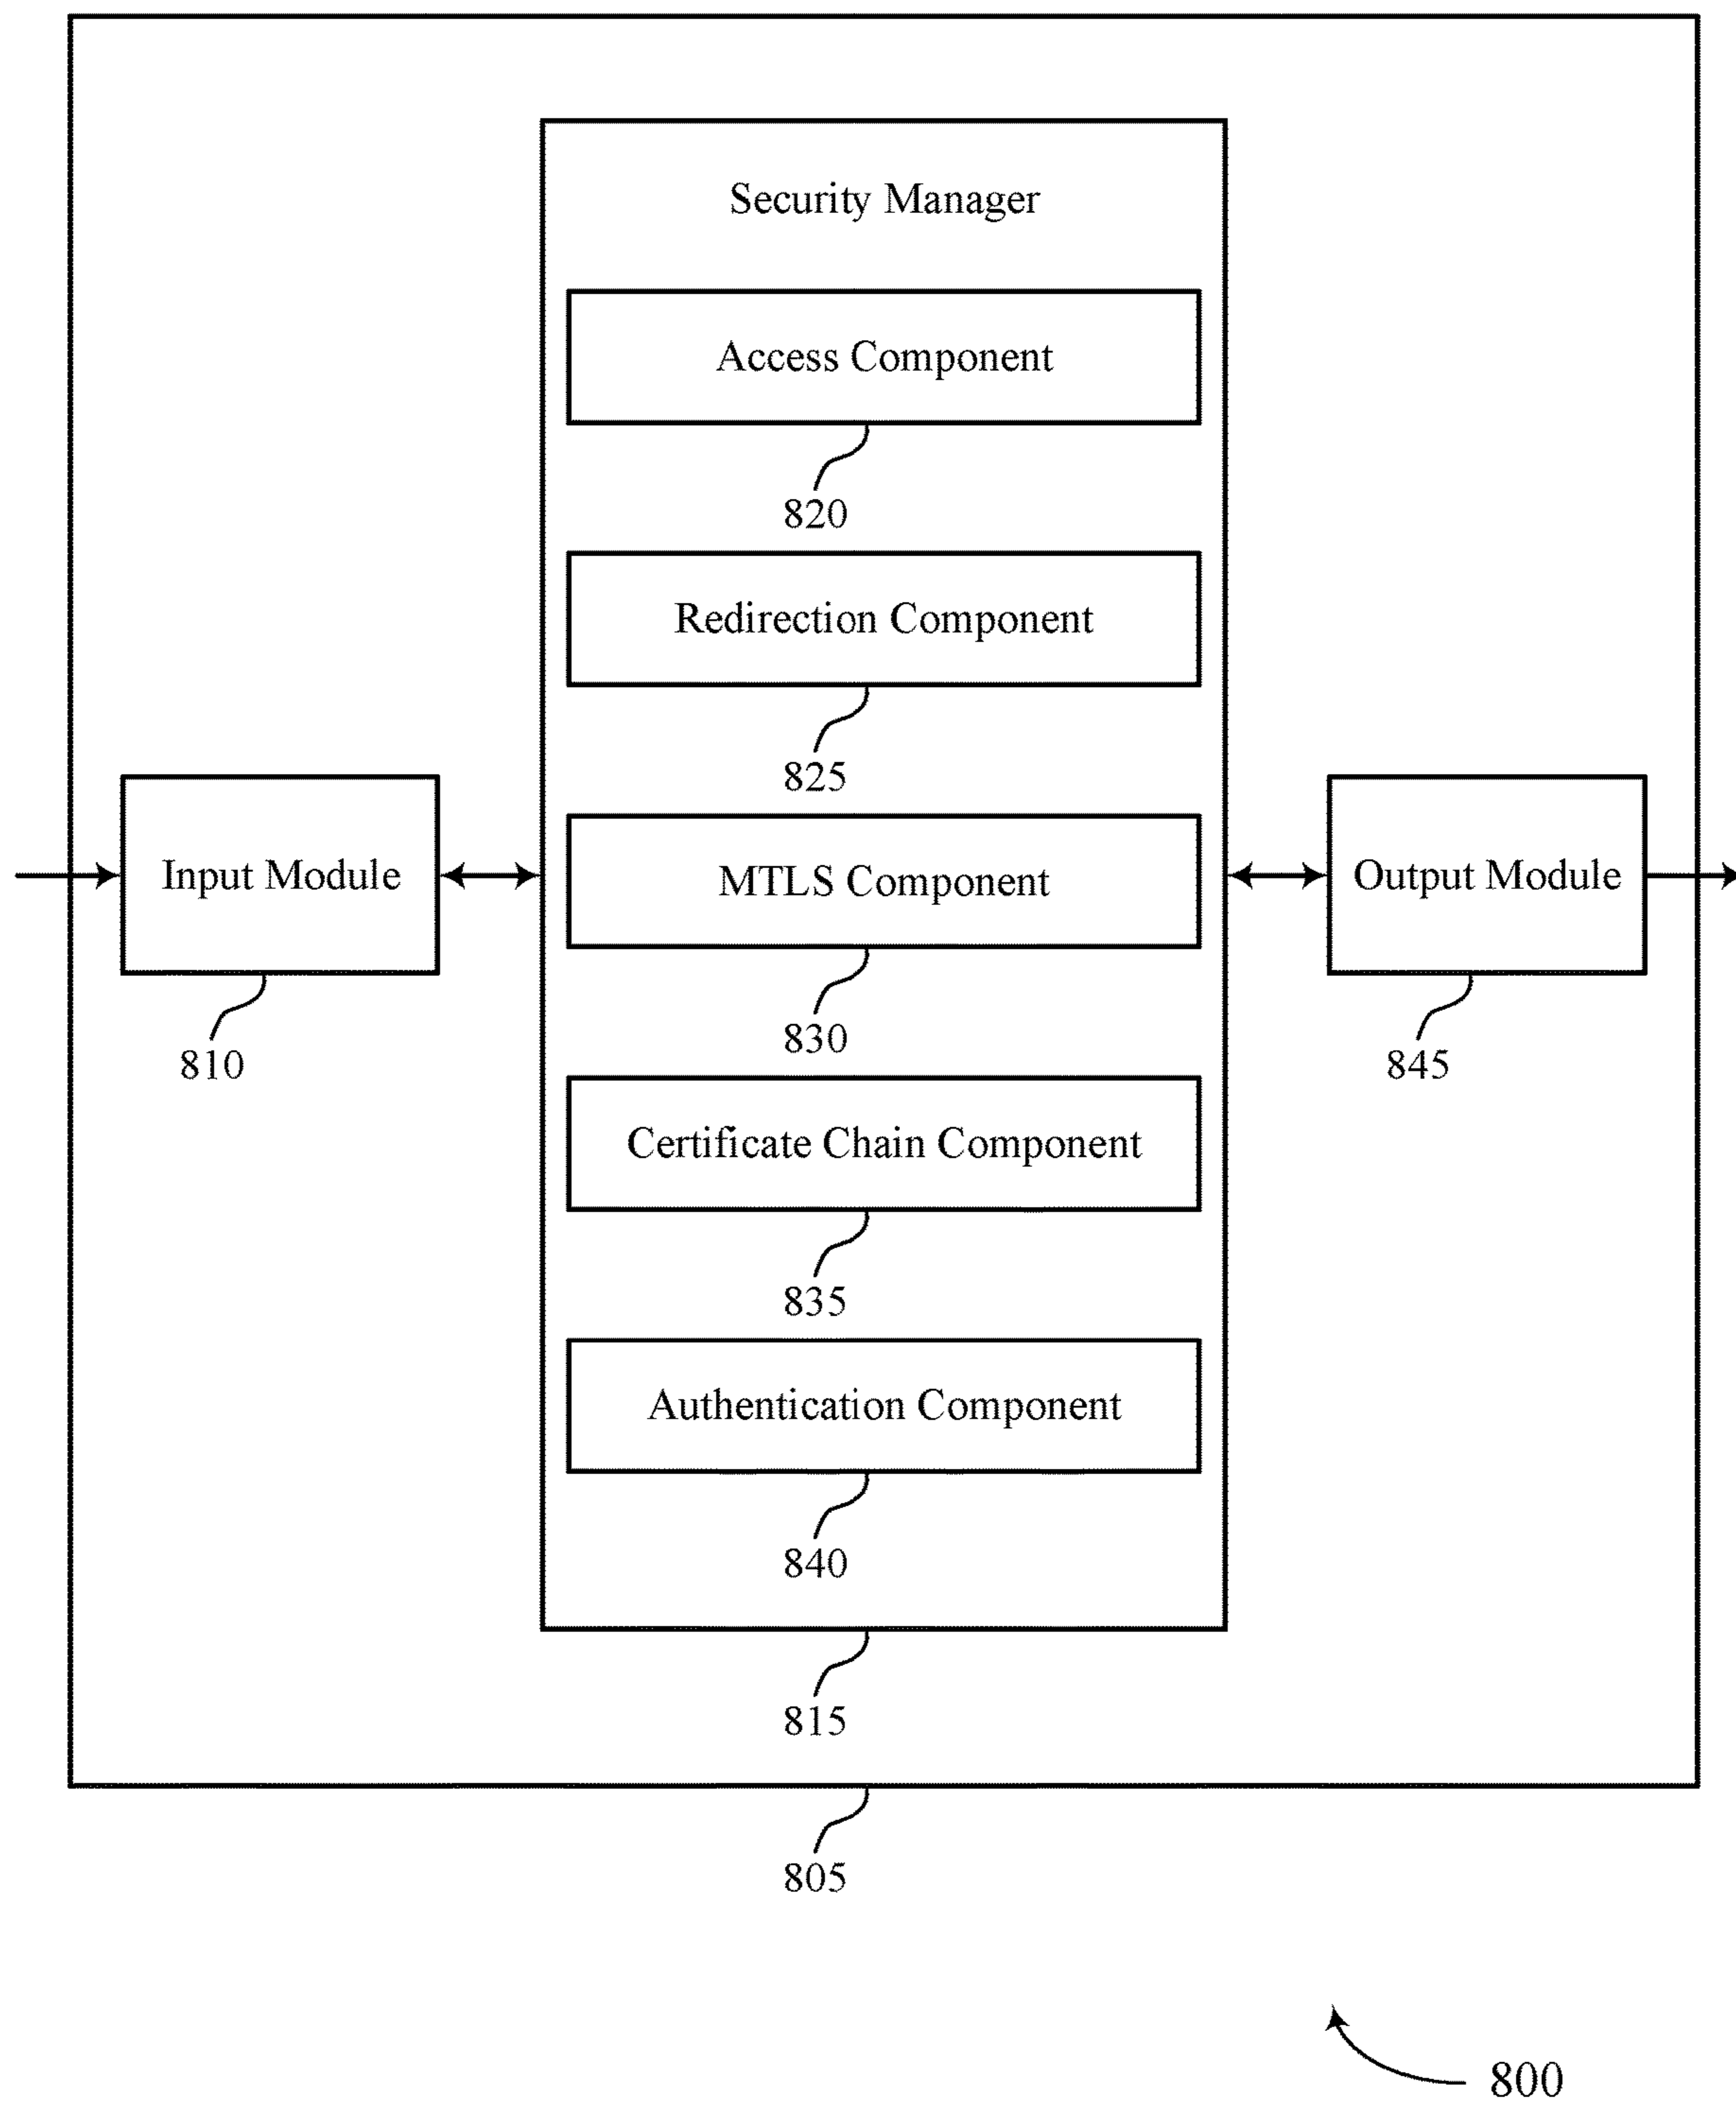 Security Manager
Access Component
820
Redirection Component
825
Input Module
MTLS Component
Output Module
830
810
845
Certificate Chain Component
835
Authentication Component
840
815
805
800